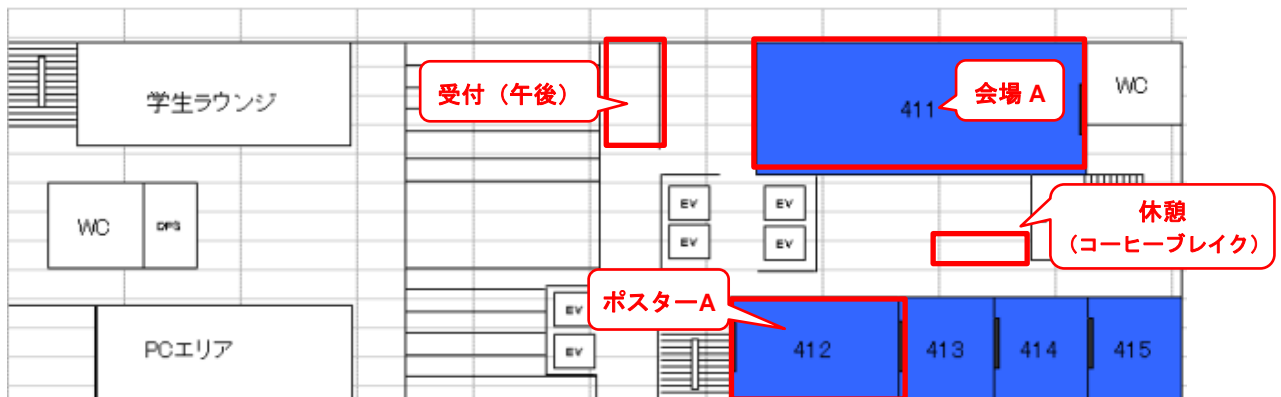 学生ラウンジ
受付（午後）
411
会場 A
WC
WC
DPS
EV
EV
EV
EV
休憩
（コーヒーブレイク）
ポスターA
EV
EV
PCエリア
412
413
414
415